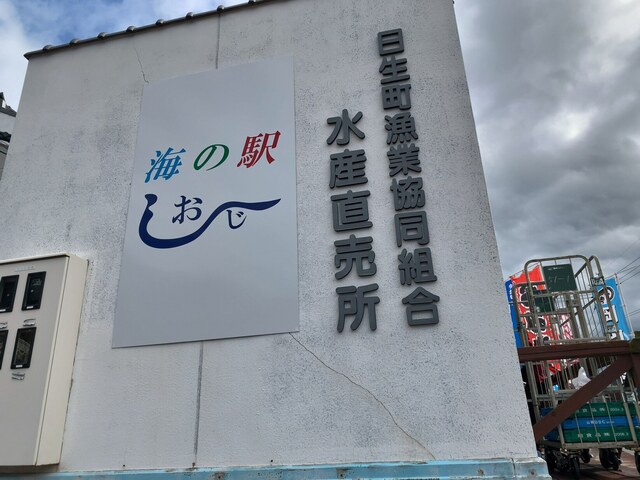 海の駅
しおじ
日生町漁業協同組合
水産直売所